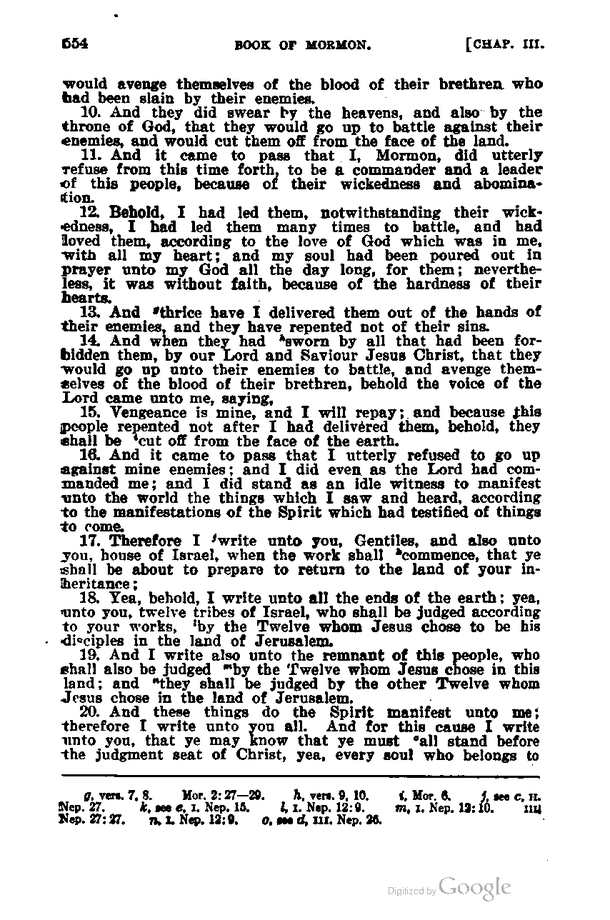 554 BOOK OF MORMON. [CHAP. III.
would avenge themselves of the blood of their brethren who
had been slain by their enemies.
10. And they did swear by the heavens, and also by the
throne of God, that they would go up to battle against their
enemies, and would cut them off from the face of the land.
11. And it came to pass that I, Mormon, did utterly
refuse from this time forth, to be a commander and a leader
of this people, because of their wickedness and abomina-
tion.
12. Behold, I had led them, notwithstanding their wick-
edness, I had led them many times to battle, and had
loved them, according to the love of God which was in me,
with all my heart; and my soul had been poured out in
prayer unto my God all the day long, for them; neverthe-
less, it was without faith, because of the hardness of their
hearts.
13. And ᵍthrice have I delivered them out of the hands of
their enemies, and they have repented not of their sins.
14. And when they had ʰsworn by all that had been for-
bidden them, by our Lord and Saviour Jesus Christ, that they
would go up unto their enemies to battle, and avenge them-
selves of the blood of their brethren, behold the voice of the
Lord came unto me, saying,
15. Vengeance is mine, and I will repay; and because this
people repented not after I had delivered them, behold, they
shall be ⁱcut off from the face of the earth.
16. And it came to pass that I utterly refused to go up
against mine enemies; and I did even as the Lord had com-
manded me; and I did stand as an idle witness to manifest
unto the world the things which I saw and heard, according
to the manifestations of the Spirit which had testified of things
to come.
17. Therefore I ʲwrite unto you, Gentiles, and also unto
you, house of Israel, when the work shall ᵏcommence, that ye
shall be about to prepare to return to the land of your in-
heritance;
18. Yea, behold, I write unto all the ends of the earth; yea,
unto you, twelve tribes of Israel, who shall be judged according
to your works, ˡby the Twelve whom Jesus chose to be his
disciples in the land of Jerusalem.
19. And I write also unto the remnant of this people, who
shall also be judged ᵐby the Twelve whom Jesus chose in this
land; and ⁿthey shall be judged by the other Twelve whom
Jesus chose in the land of Jerusalem.
20. And these things do the Spirit manifest unto me;
therefore I write unto you all. And for this cause I write
unto you, that ye may know that ye must ᵒall stand before
the judgment seat of Christ, yea, every soul who belongs to
g, vers. 7, 8. Mor. 2: 27—29. h, vers. 9, 10. i, Mor. 6. j, see c, II.
Nep. 27. k, see e, I. Nep. 15. l, I. Nep. 12: 9. m, I. Nep. 12: 10. III
Nep. 27: 27. n, I. Nep. 12: 9. o, see d, III. Nep. 26.
Digitized by Google